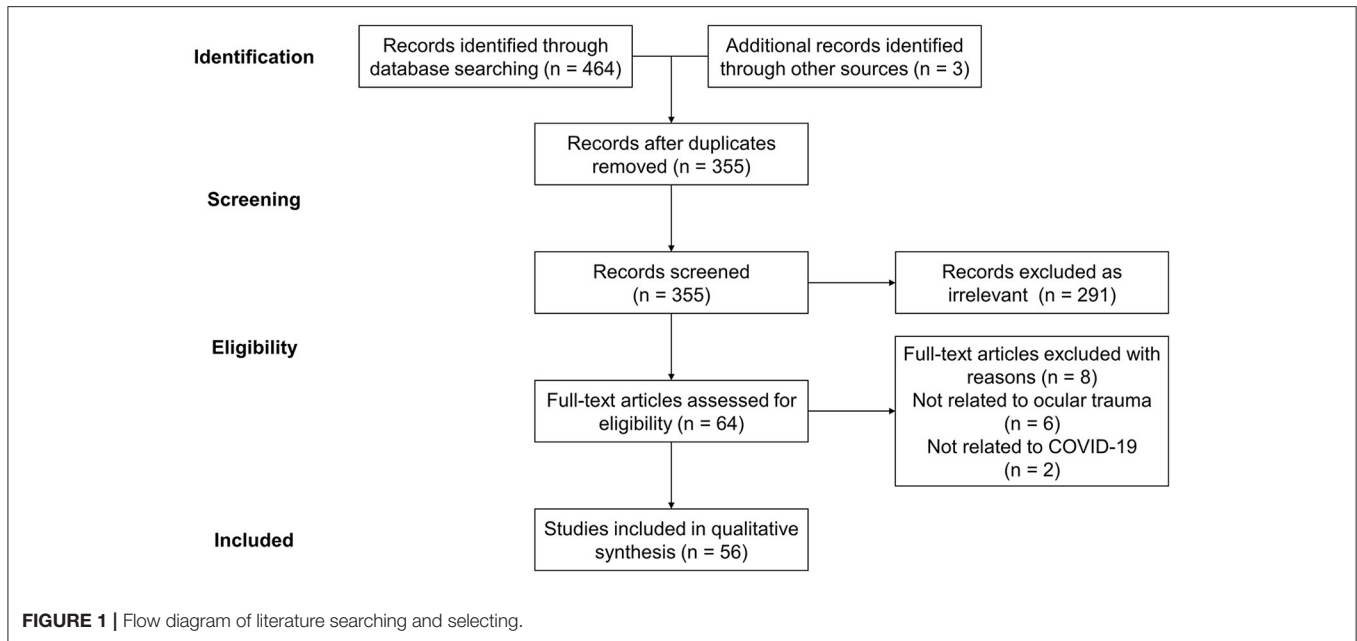 Identification
Records identified through
database searching (n = 464)
Additional records identified
through other sources (n = 3)
Records after duplicates
removed (n = 355)
Screening
Records screened
(n = 355)
Records excluded as
irrelevant (n = 291)
Eligibility
Full-text articles assessed for
eligibility (n = 64)
Full-text articles excluded with
reasons (n = 8)
Not related to ocular trauma
(n = 6)
Not related to COVID-19
(n = 2)
Included
Studies included in qualitative
synthesis (n = 56)
FIGURE 1 | Flow diagram of literature searching and selecting.